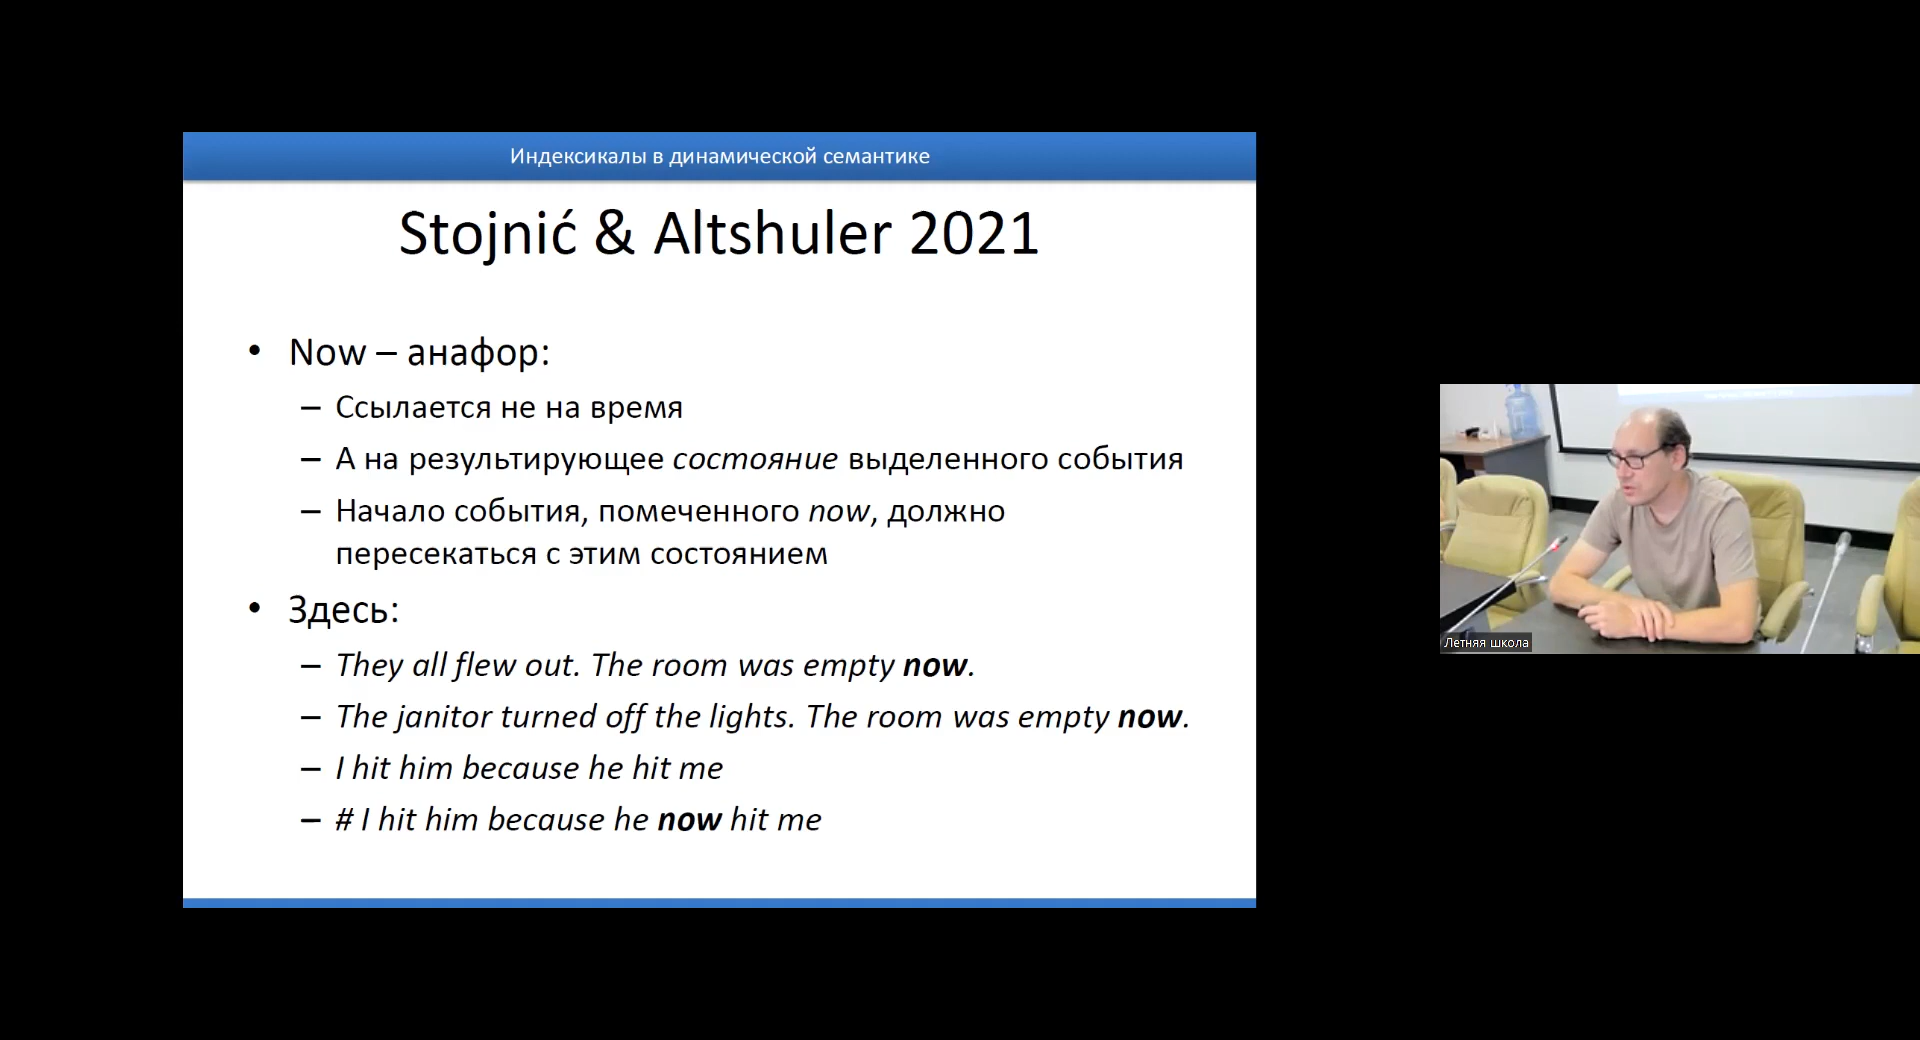 Индексикалы в динамической семантике
Stojnić & Altshuler 2021
• Now – анафор:
– Ссылается не на время
– А на результирующее состояние выделенного события
– Начало события, помеченного now, должно
пересекаться с этим состоянием
• Здесь:
– They all flew out. The room was empty now.
– The janitor turned off the lights. The room was empty now.
– I hit him because he hit me
– # I hit him because he now hit me
Летняя школа